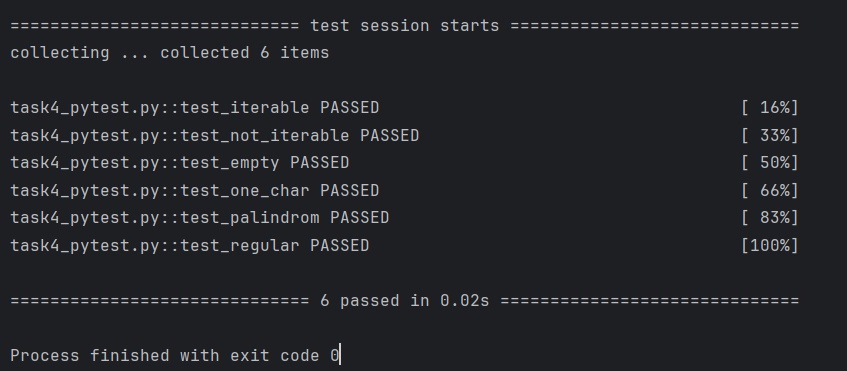 ============================= test session starts =============================
collecting ... collected 6 items
task4_pytest.py::test_iterable PASSED [ 16%]
task4_pytest.py::test_not_iterable PASSED [ 33%]
task4_pytest.py::test_empty PASSED [ 50%]
task4_pytest.py::test_one_char PASSED [ 66%]
task4_pytest.py::test_palindrom PASSED [ 83%]
task4_pytest.py::test_regular PASSED [100%]
============================== 6 passed in 0.02s ==============================
Process finished with exit code 0